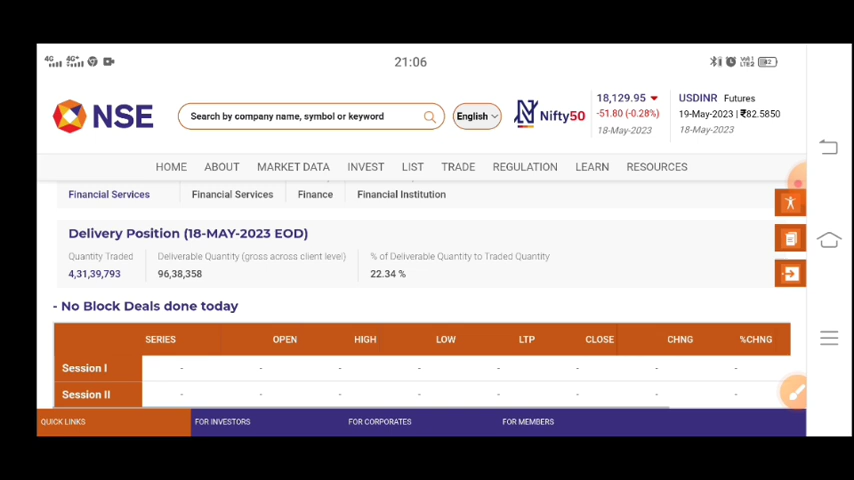 21:06
NSE
Search by company name, symbol or keyword
English
Nifty50
18,129.95
-51.80 (-0.28%)
18-May-2023
USDINR Futures
19-May-2023 | ₹82.5850
18-May-2023
HOME ABOUT MARKET DATA INVEST LIST TRADE REGULATION LEARN RESOURCES
Financial Services Financial Services Finance Financial Institution
Delivery Position (18-MAY-2023 EOD)
Quantity Traded Deliverable Quantity (gross across client level) % of Deliverable Quantity to Traded Quantity
4,31,39,793 96,38,358 22.34 %
- No Block Deals done today
SERIES OPEN HIGH LOW LTP CLOSE CHNG %CHNG
Session I - - - - - - - -
Session II - - - - - - - -
QUICK LINKS FOR INVESTORS FOR CORPORATES FOR MEMBERS